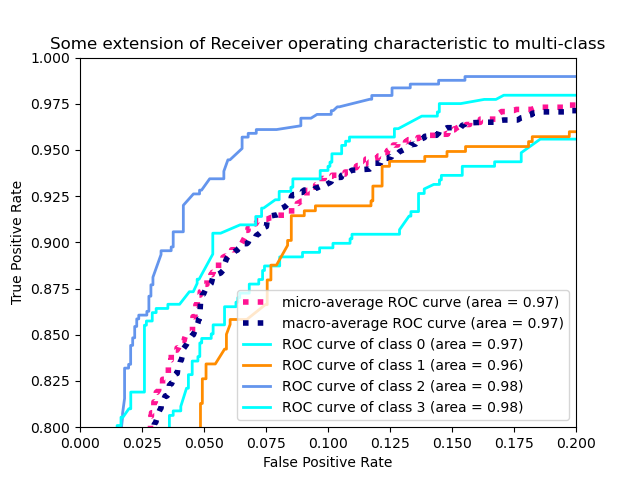 Some extension of Receiver operating characteristic to multi-class
1.000
0.975
0.950
0.925
0.900
0.875
0.850
0.825
0.800
True Positive Rate
micro-average ROC curve (area = 0.97)
macro-average ROC curve (area = 0.97)
ROC curve of class 0 (area = 0.97)
ROC curve of class 1 (area = 0.96)
ROC curve of class 2 (area = 0.98)
ROC curve of class 3 (area = 0.98)
0.000 0.025 0.050 0.075 0.100 0.125 0.150 0.175 0.200
False Positive Rate